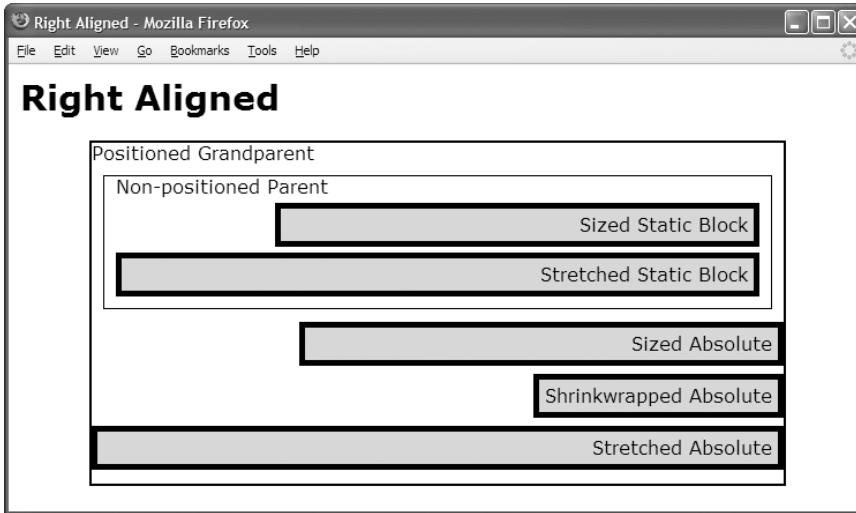 Right Aligned - Mozilla Firefox
File Edit View Go Bookmarks Tools Help
Right Aligned
Positioned Grandparent
Non-positioned Parent
Sized Static Block
Stretched Static Block
Sized Absolute
Shrinkwrapped Absolute
Stretched Absolute